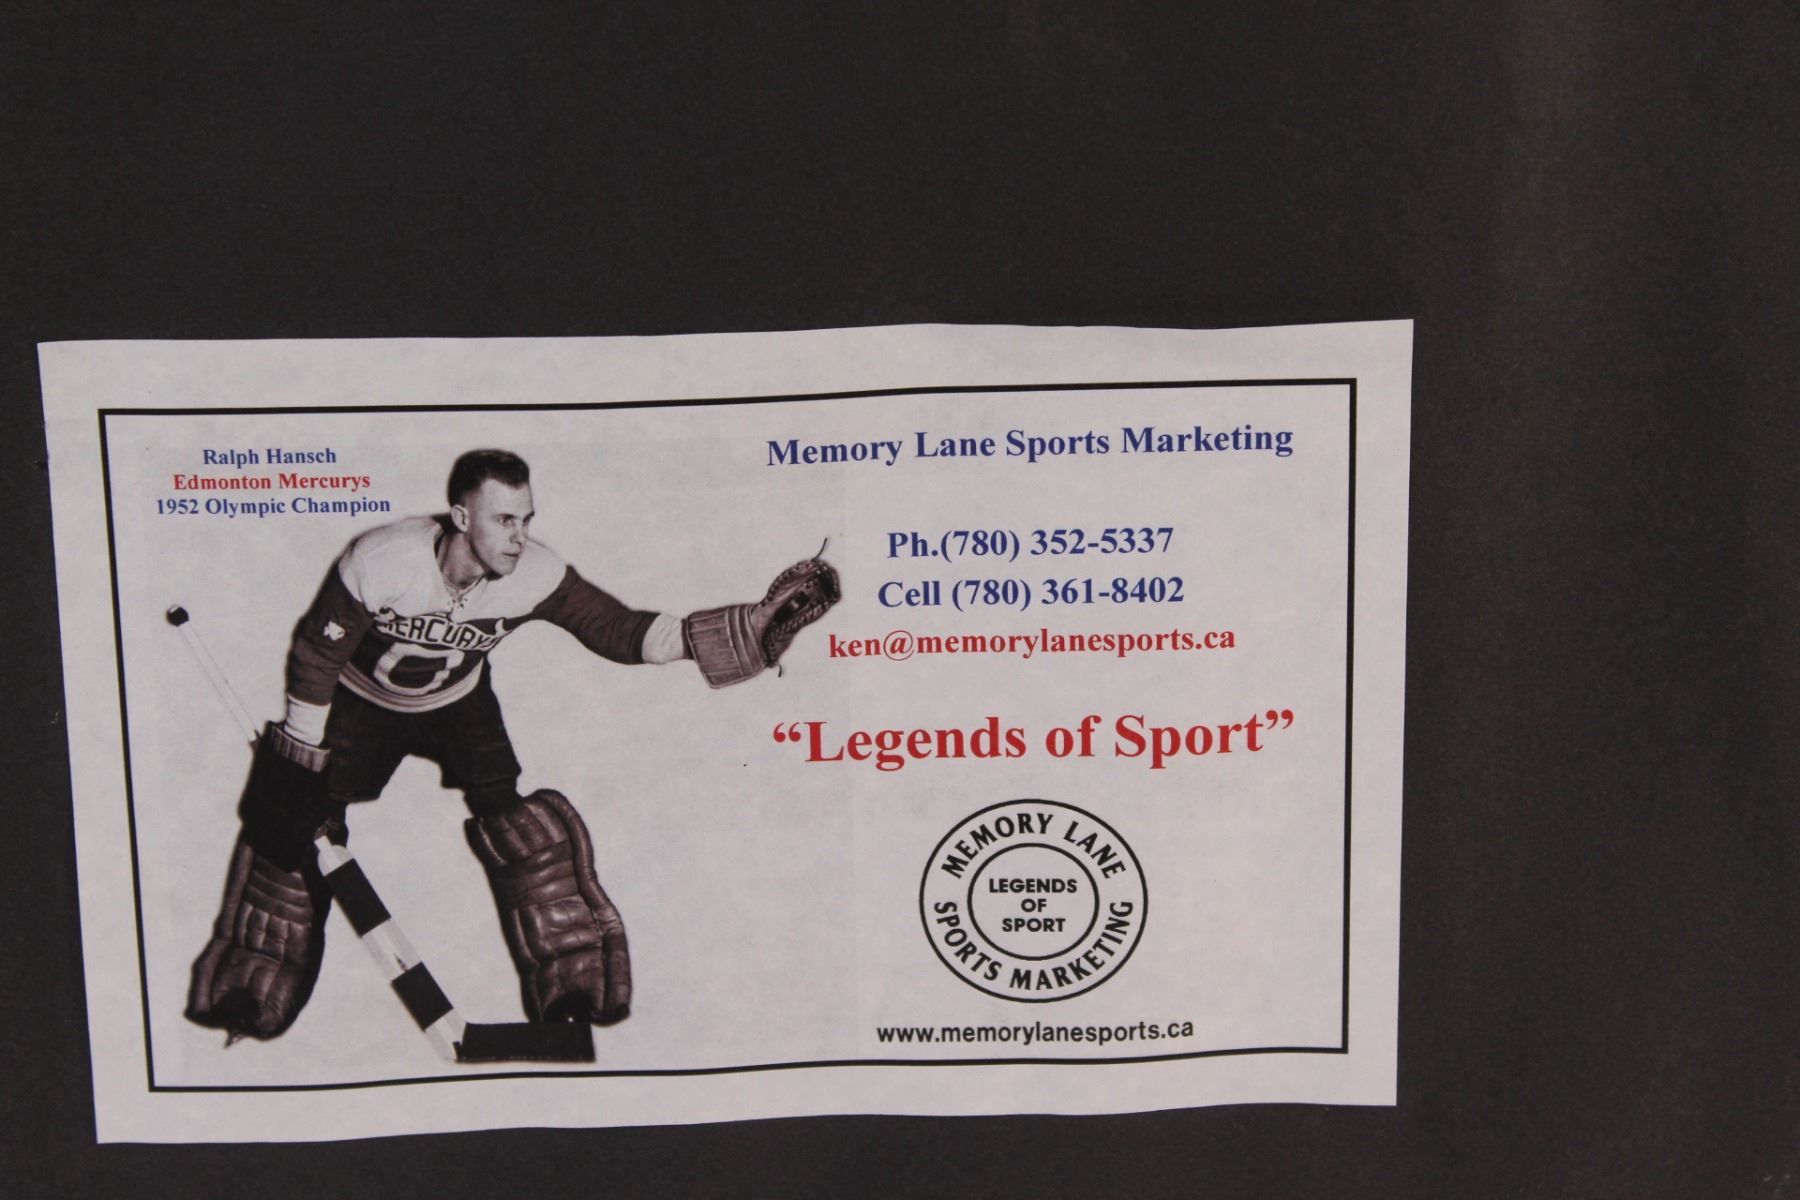 Ralph Hansch
Edmonton Mercurys
1952 Olympic Champion
MERCURYS
0
Memory Lane Sports Marketing
Ph.(780) 352-5337
Cell (780) 361-8402
ken@memorylanesports.ca
“Legends of Sport”
MEMORY LANE
LEGENDS
OF
SPORT
SPORTS MARKETING
www.memorylanesports.ca